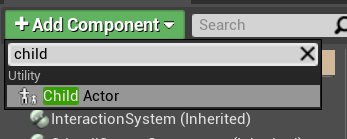 Add Component
Search
child
Utility
Child Actor
InteractionSystem (Inherited)